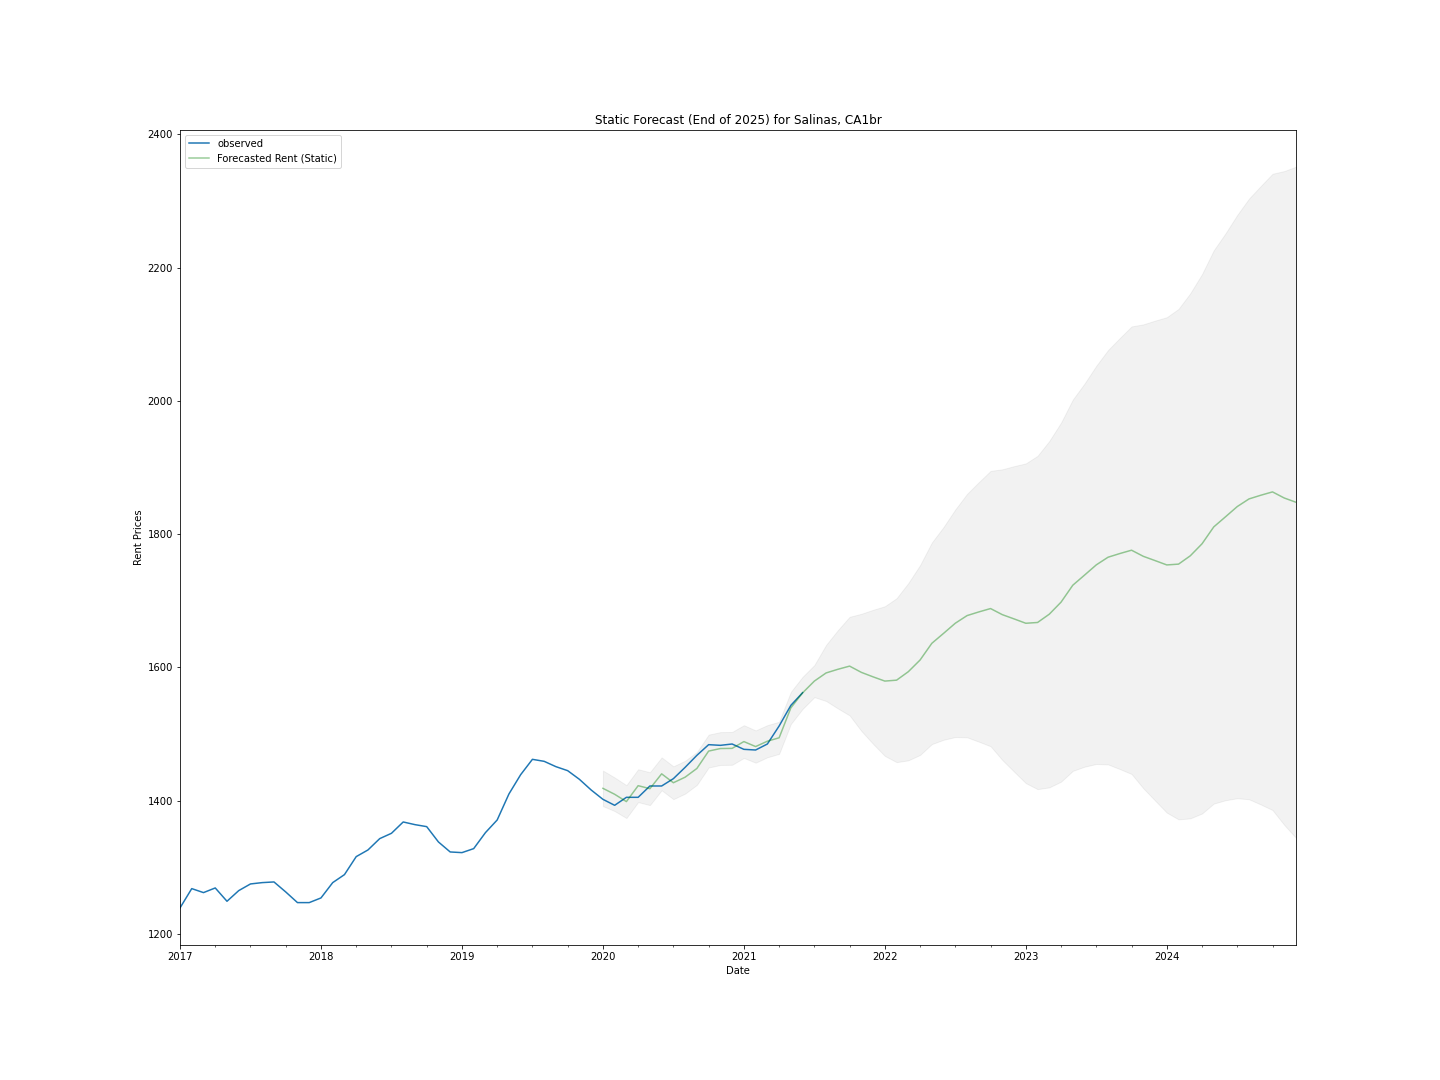 Static Forecast (End of 2025) for Salinas, CA1br
observed
Forecasted Rent (Static)
2400
2200
2000
1800
1600
1400
1200
Rent Prices
2017 2018 2019 2020 2021 2022 2023 2024
Date